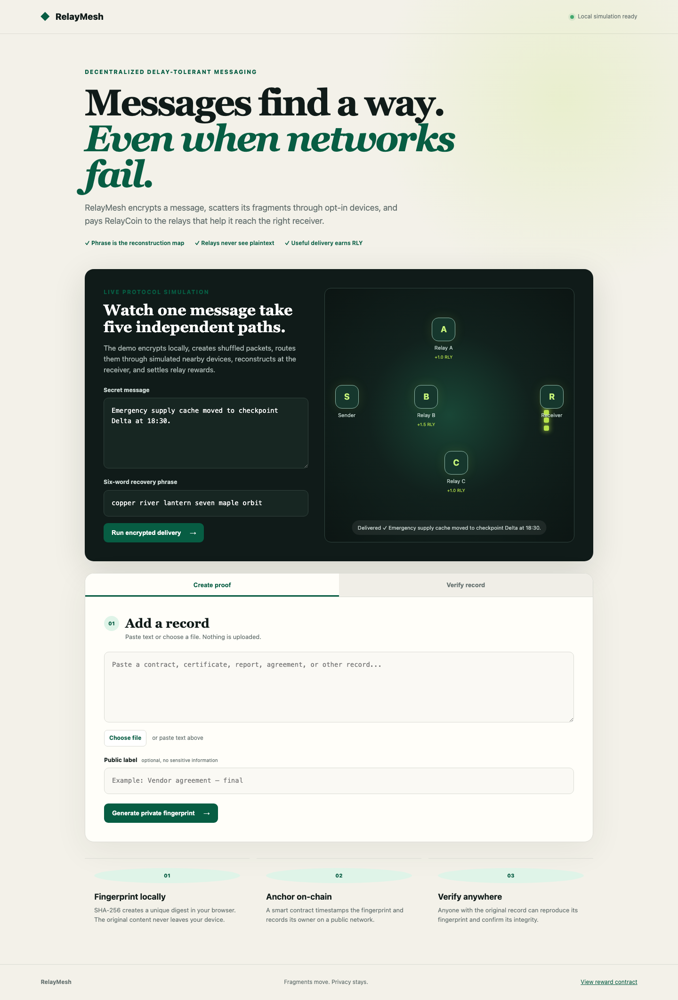 RelayMesh
Local simulation ready
DECENTRALIZED DELAY-TOLERANT MESSAGING
Messages find a way.
Even when networks
fail.
RelayMesh encrypts a message, scatters its fragments through opt-in devices, and
pays RelayCoin to the relays that help it reach the right receiver.
✓ Phrase is the reconstruction map ✓ Relays never see plaintext ✓ Useful delivery earns RLY
LIVE PROTOCOL SIMULATION
Watch one message take
five independent paths.
The demo encrypts locally, creates shuffled packets, routes
them through simulated nearby devices, reconstructs at the
receiver, and settles relay rewards.
Secret message
Emergency supply cache moved to checkpoint
Delta at 18:30.
Six-word recovery phrase
copper river lantern seven maple orbit
Run encrypted delivery →
A
Relay A
+1.0 RLY
S
Sender
B
Relay B
+1.5 RLY
R
Receiver
C
Relay C
+1.0 RLY
Delivered ✓ Emergency supply cache moved to checkpoint Delta at 18:30.
Create proof
Verify record
01
Add a record
Paste text or choose a file. Nothing is uploaded.
Paste a contract, certificate, report, agreement, or other record...
Choose file
or paste text above
Public label optional, no sensitive information
Example: Vendor agreement — final
Generate private fingerprint →
01
Fingerprint locally
SHA-256 creates a unique digest in your browser.
The original content never leaves your device.
02
Anchor on-chain
A smart contract timestamps the fingerprint and
records its owner on a public network.
03
Verify anywhere
Anyone with the original record can reproduce its
fingerprint and confirm its integrity.
RelayMesh
Fragments move. Privacy stays.
View reward contract